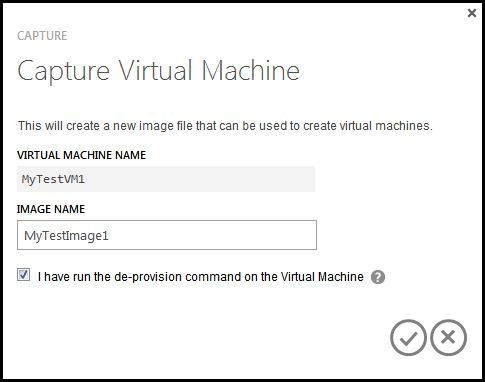 CAPTURE
Capture Virtual Machine
This will create a new image file that can be used to create virtual machines.
VIRTUAL MACHINE NAME
MyTestVM1
IMAGE NAME
MyTestImage1
I have run the de-provision command on the Virtual Machine ?